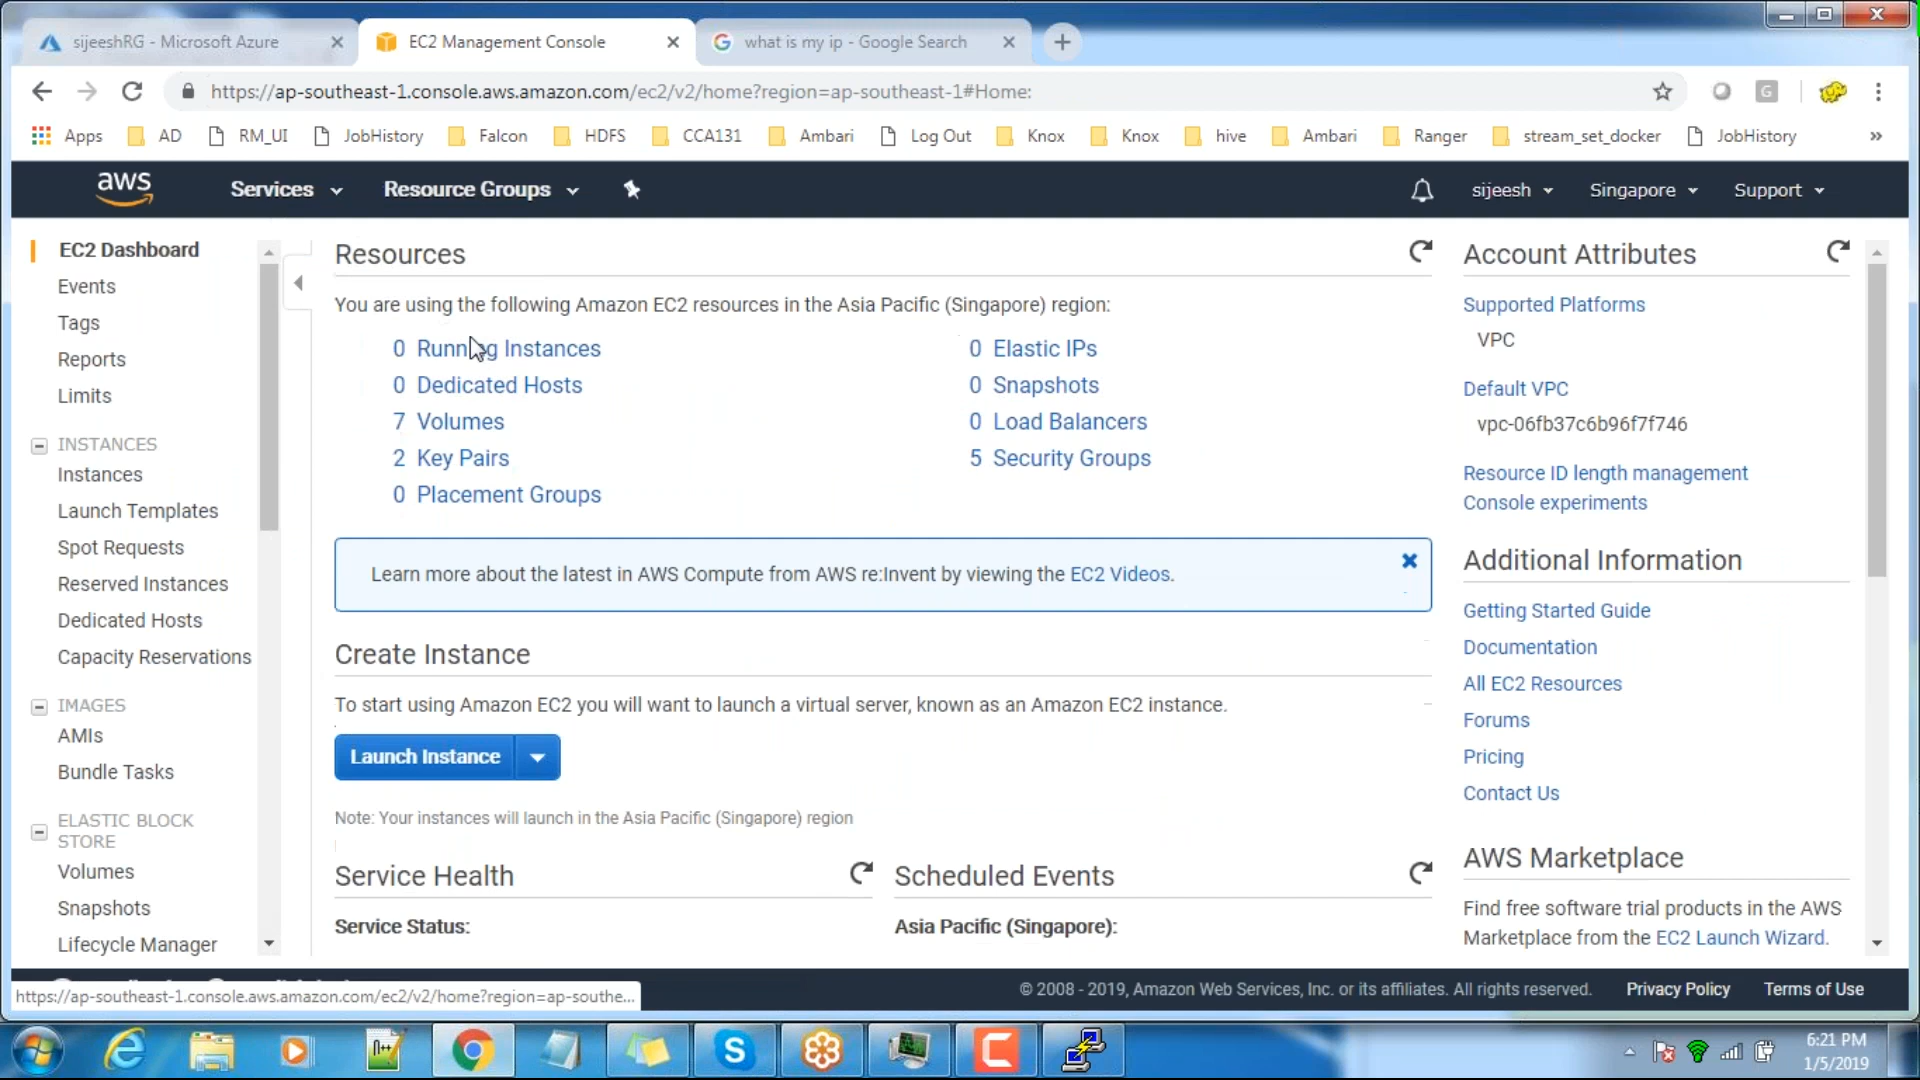 sijeeshRG - Microsoft Azure
EC2 Management Console
what is my ip - Google Search
https://ap-southeast-1.console.aws.amazon.com/ec2/v2/home?region=ap-southeast-1#Home:
G
Apps
AD
RM_UI
JobHistory
Falcon
HDFS
CCA131
Ambari
Log Out
Knox
Knox
hive
Ambari
Ranger
stream_set_docker
JobHistory
»
aws
Services
Resource Groups
sijeesh
Singapore
Support
EC2 Dashboard
Events
Tags
Reports
Limits
INSTANCES
Instances
Launch Templates
Spot Requests
Reserved Instances
Dedicated Hosts
Capacity Reservations
IMAGES
AMIs
Bundle Tasks
ELASTIC BLOCK
STORE
Volumes
Snapshots
Lifecycle Manager
Resources
You are using the following Amazon EC2 resources in the Asia Pacific (Singapore) region:
0 Running Instances
0 Dedicated Hosts
7 Volumes
2 Key Pairs
0 Placement Groups
0 Elastic IPs
0 Snapshots
0 Load Balancers
5 Security Groups
Learn more about the latest in AWS Compute from AWS re:Invent by viewing the EC2 Videos.
Create Instance
To start using Amazon EC2 you will want to launch a virtual server, known as an Amazon EC2 instance.
Launch Instance
Note: Your instances will launch in the Asia Pacific (Singapore) region
Service Health
Service Status:
Scheduled Events
Asia Pacific (Singapore):
Account Attributes
Supported Platforms
VPC
Default VPC
vpc-06fb37c6b96f7f746
Resource ID length management
Console experiments
Additional Information
Getting Started Guide
Documentation
All EC2 Resources
Forums
Pricing
Contact Us
AWS Marketplace
Find free software trial products in the AWS
Marketplace from the EC2 Launch Wizard.
https://ap-southeast-1.console.aws.amazon.com/ec2/v2/home?region=ap-southe...
© 2008 - 2019, Amazon Web Services, Inc. or its affiliates. All rights reserved.
Privacy Policy
Terms of Use
6:21 PM
1/5/2019